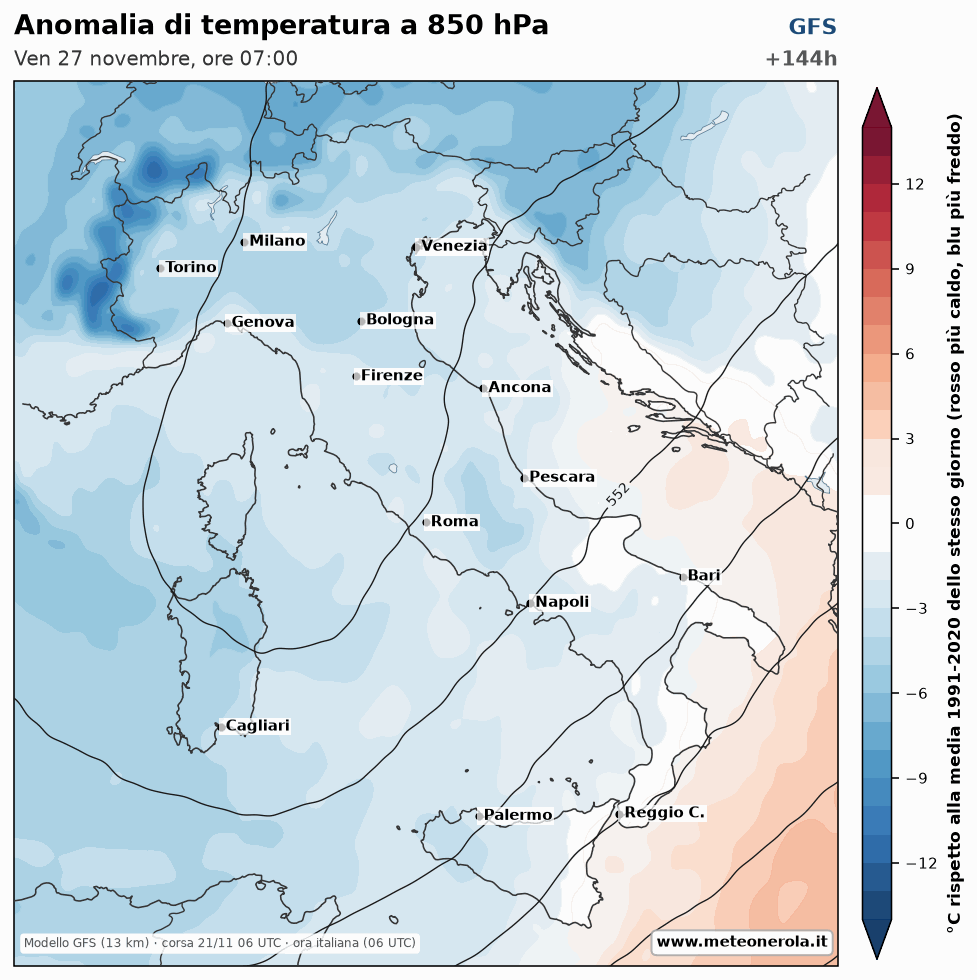 Anomalia di temperatura a 850 hPa
GFS
Ven 27 novembre, ore 07:00
+144h
Milano
Venezia
Torino
Genova
Bologna
Firenze
Ancona
Pescara
552
Roma
Bari
Napoli
Cagliari
Palermo
Reggio C.
Modello GFS (13 km) · corsa 21/11 06 UTC · ora italiana (06 UTC)
www.meteonerola.it
12
9
6
3
0
−3
−6
−9
−12
°C rispetto alla media 1991-2020 dello stesso giorno (rosso più caldo, blu più freddo)